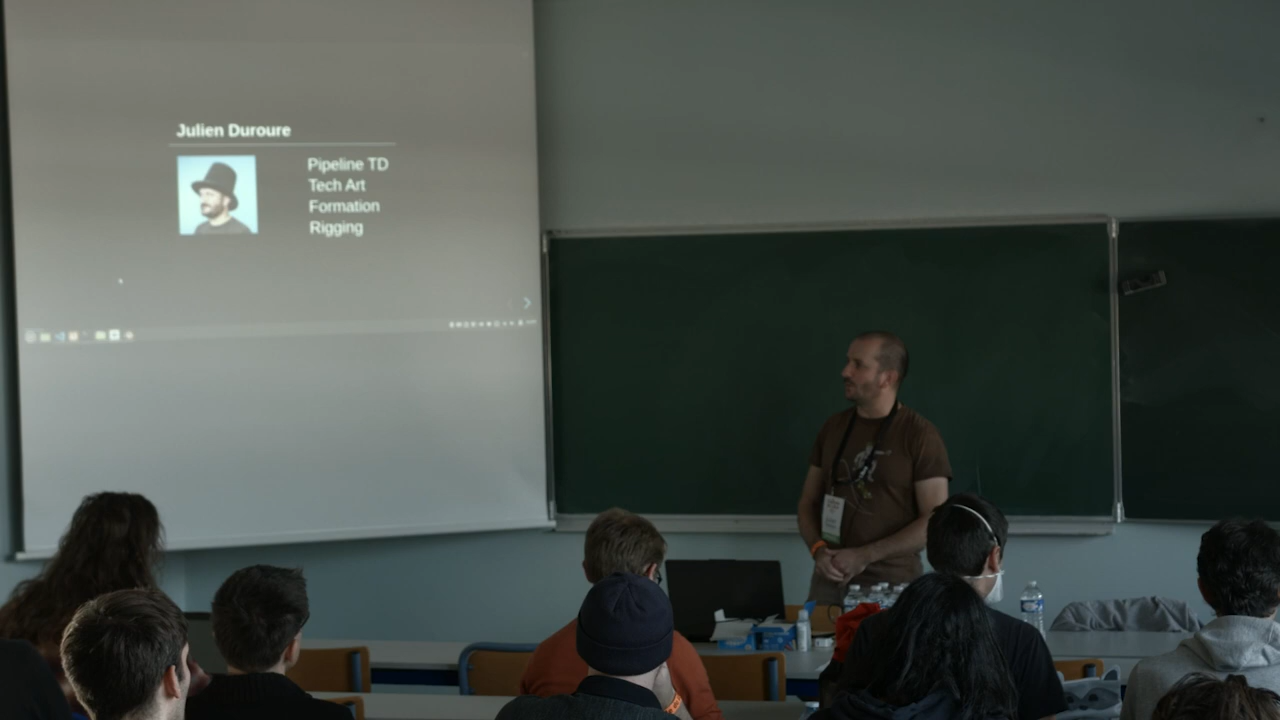 Julien Duroure
Pipeline TD
Tech Art
Formation
Rigging